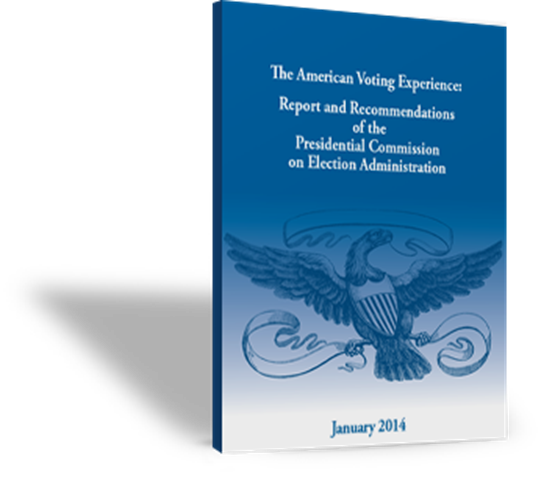 The American Voting Experience:
Report and Recommendations
of the
Presidential Commission
on Election Administration
January 2014